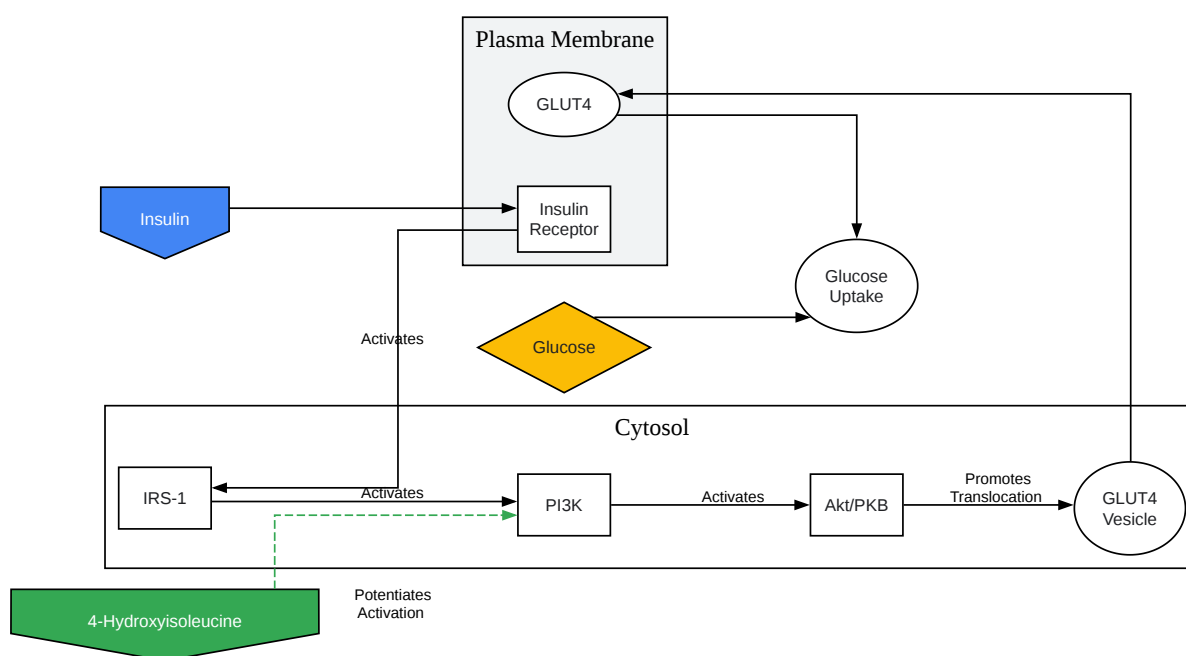 Plasma Membrane
GLUT4
Insulin
Insulin
Receptor
Glucose
Uptake
Activates
Glucose
Cytosol
IRS-1
Activates
PI3K
Activates
Akt/PKB
Promotes
Translocation
GLUT4
Vesicle
4-Hydroxyisoleucine
Potentiates
Activation